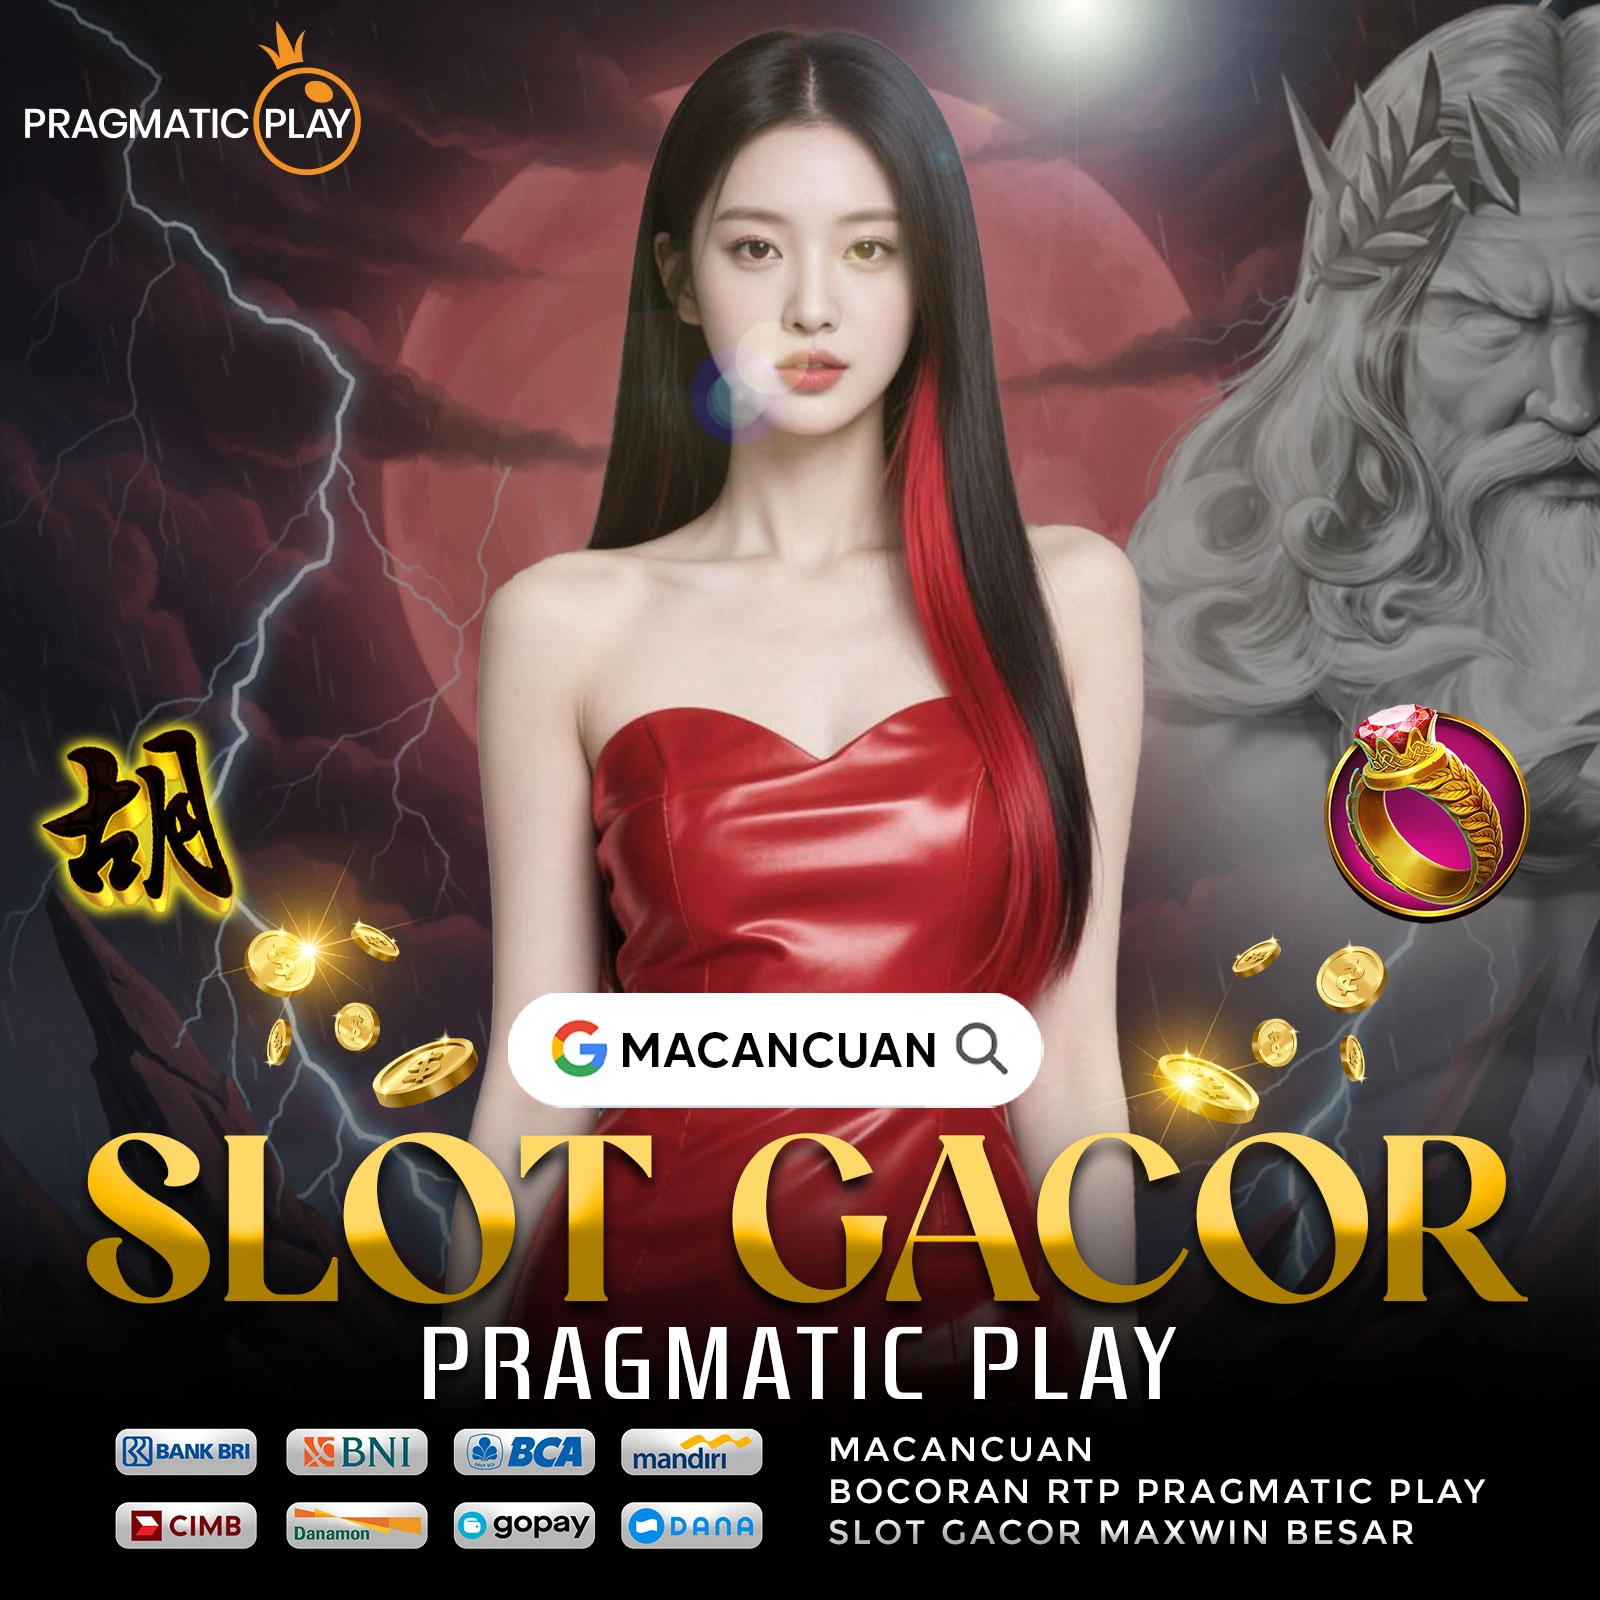 PRAGMATIC PLAY
胡
MACANCUAN
SLOT GACOR
PRAGMATIC PLAY
BANK BRI
BNI
BCA
mandiri
CIMB
Danamon
gopay
DANA
MACANCUAN
BOCORAN RTP PRAGMATIC PLAY
SLOT GACOR MAXWIN BESAR